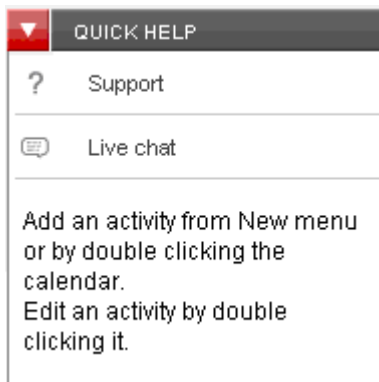 QUICK HELP
? Support
Live chat
Add an activity from New menu
or by double clicking the
calendar.
Edit an activity by double
clicking it.